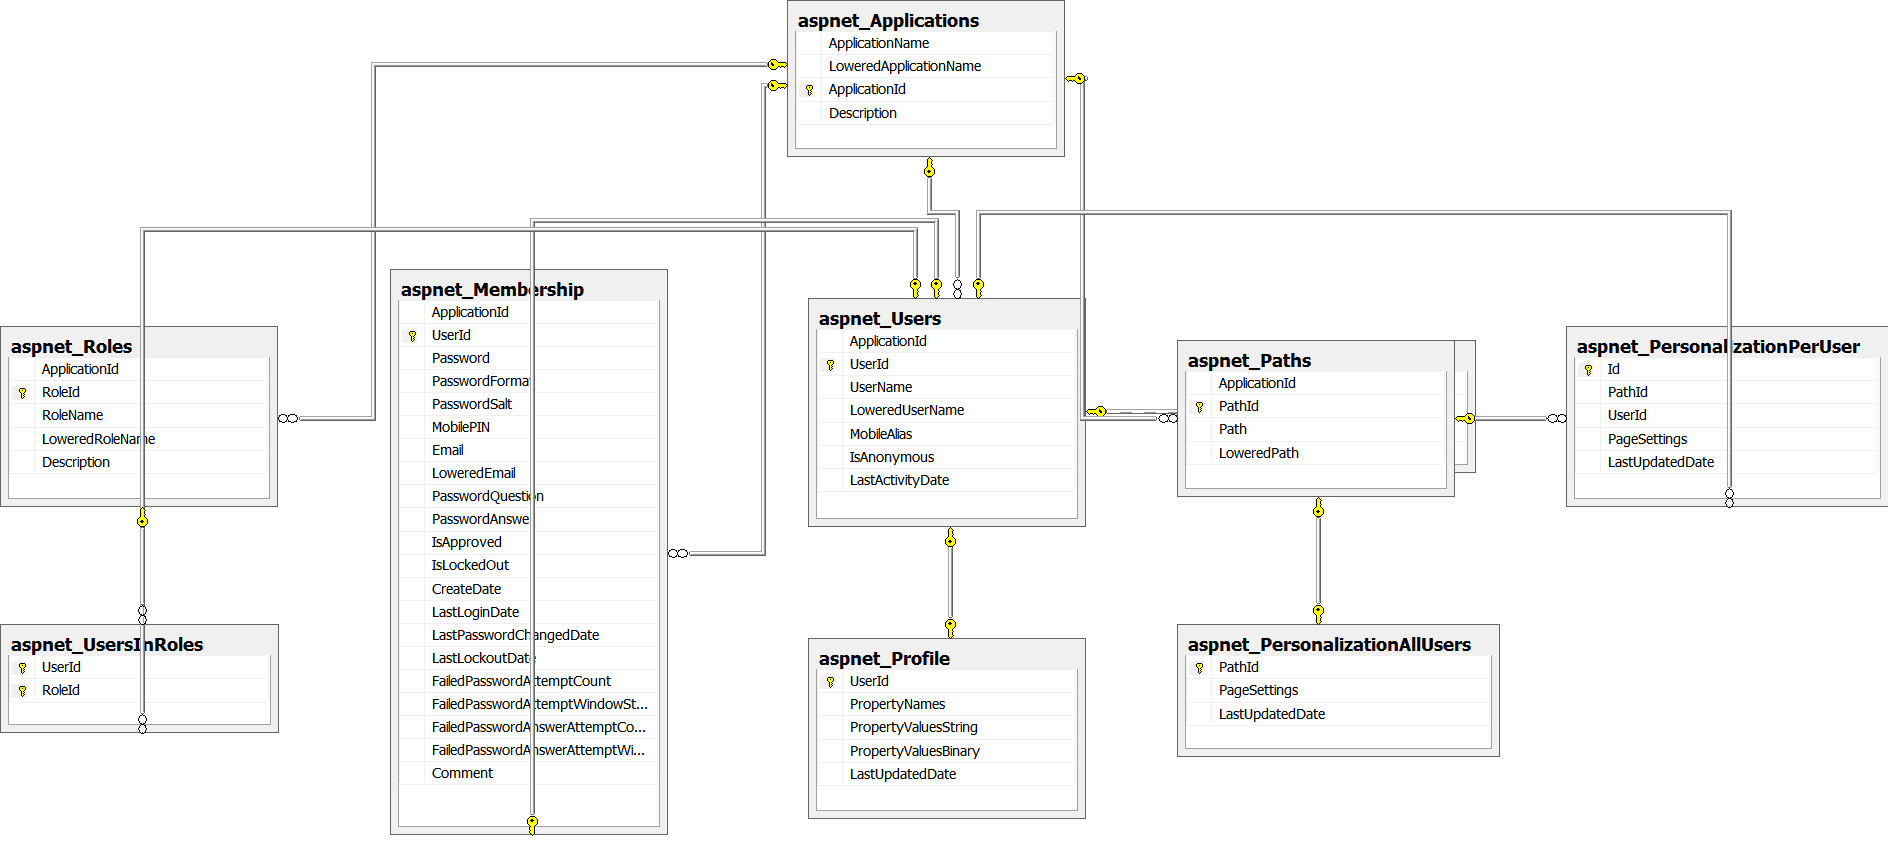 aspnet_Applications
ApplicationName
LoweredApplicationName
ApplicationId
Description
aspnet_Membership
ApplicationId
UserId
Password
PasswordFormat
PasswordSalt
MobilePIN
Email
LoweredEmail
PasswordQuestion
PasswordAnswer
IsApproved
IsLockedOut
CreateDate
LastLoginDate
LastPasswordChangedDate
LastLockoutDate
FailedPasswordAttemptCount
FailedPasswordAttemptWindowSt...
FailedPasswordAnswerAttemptCo...
FailedPasswordAnswerAttemptWi...
Comment
aspnet_Users
ApplicationId
UserId
UserName
LoweredUserName
MobileAlias
IsAnonymous
LastActivityDate
aspnet_Roles
ApplicationId
RoleId
RoleName
LoweredRoleName
Description
aspnet_Paths
ApplicationId
PathId
Path
LoweredPath
aspnet_PersonalizationPerUser
Id
PathId
UserId
PageSettings
LastUpdatedDate
aspnet_UsersInRoles
UserId
RoleId
aspnet_Profile
UserId
PropertyNames
PropertyValuesString
PropertyValuesBinary
LastUpdatedDate
aspnet_PersonalizationAllUsers
PathId
PageSettings
LastUpdatedDate